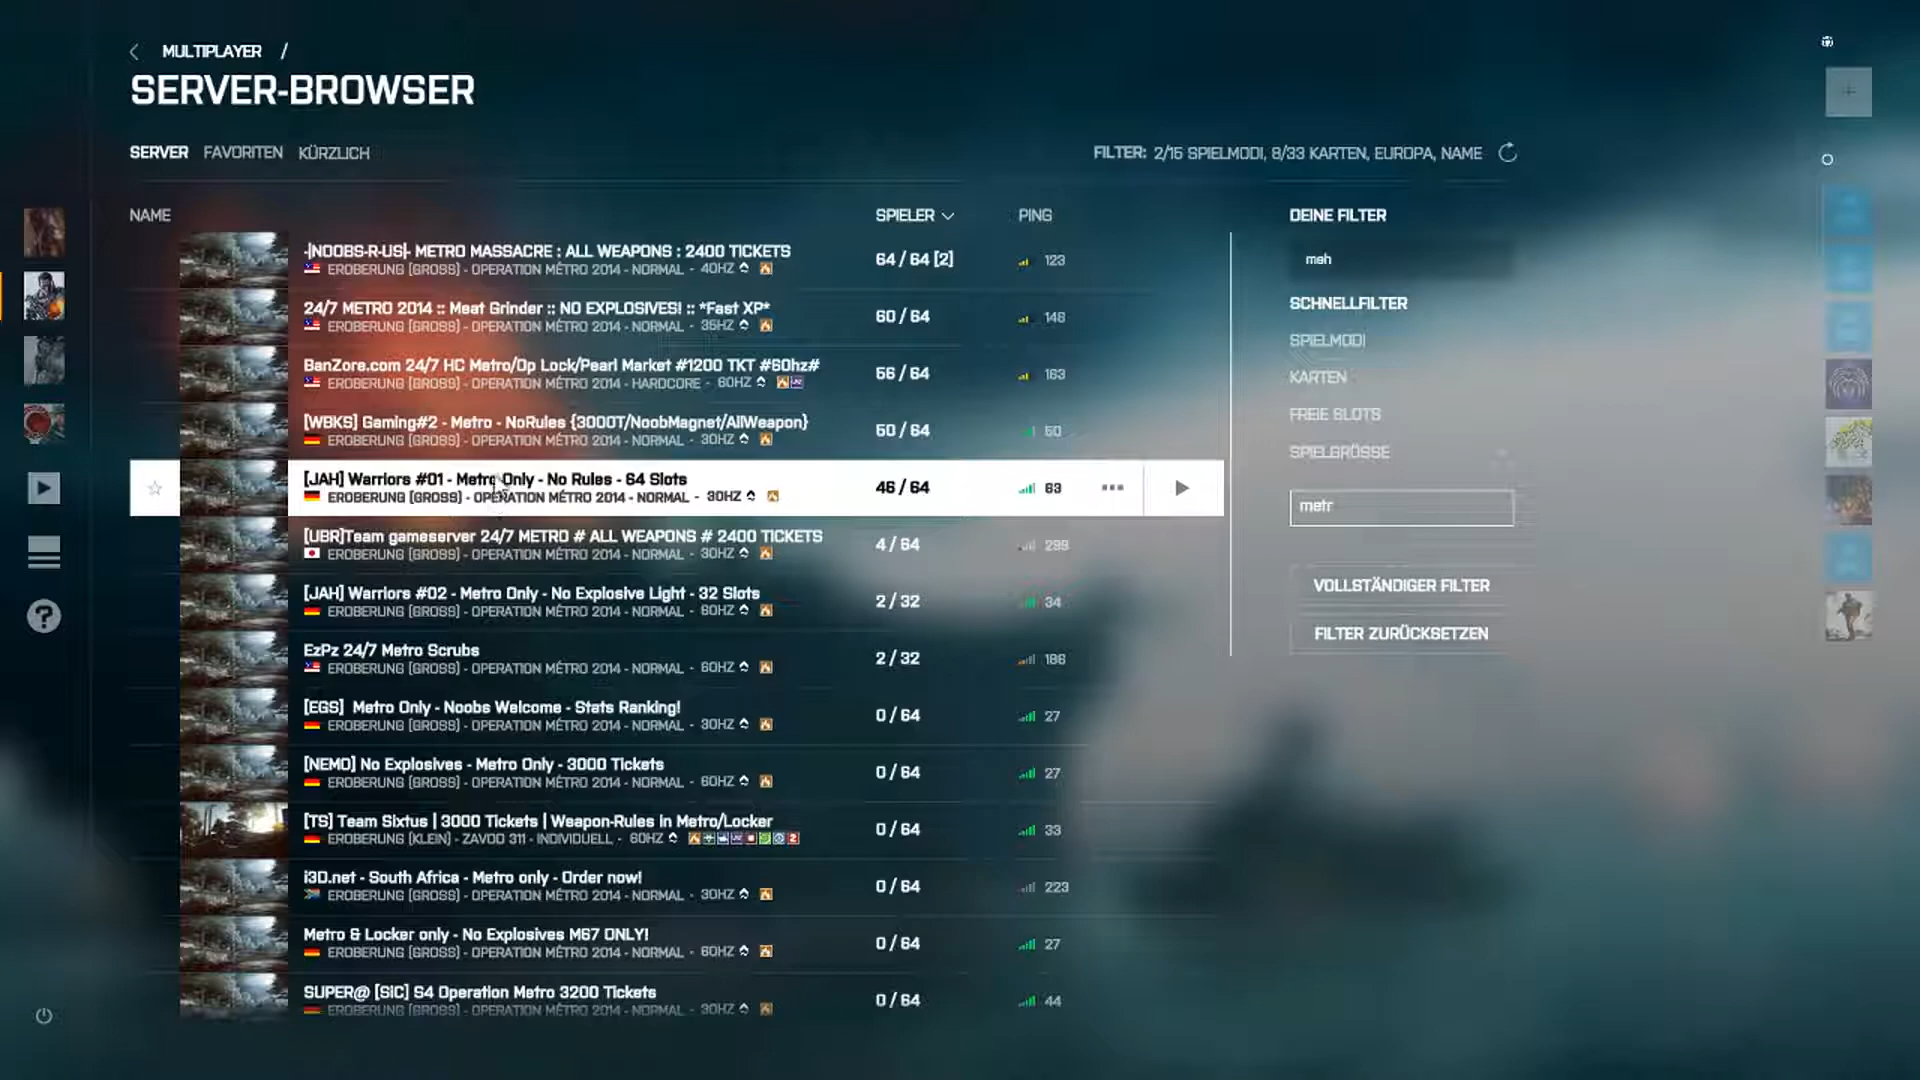 MULTIPLAYER /
SERVER-BROWSER
SERVER FAVORITEN KÜRZLICH
FILTER: 2/15 SPIELMODI, 8/33 KARTEN, EUROPA, NAME
NAME SPIELER PING
-|NOOBS-R-US|- METRO MASSACRE : ALL WEAPONS : 2400 TICKETS 64 / 64 [2] 123
EROBERUNG (GROSS) - OPERATION MÉTRO 2014 - NORMAL - 40HZ
24/7 METRO 2014 :: Meat Grinder :: NO EXPLOSIVES! :: *Fast XP* 60 / 64 148
EROBERUNG (GROSS) - OPERATION MÉTRO 2014 - NORMAL - 35HZ
BanZore.com 24/7 HC Metro/Op Lock/Pearl Market #1200 TKT #60hz# 56 / 64 163
EROBERUNG (GROSS) - OPERATION MÉTRO 2014 - HARDCORE - 60HZ
[WBKS] Gaming#2 - Metro - NoRules {3000T/NoobMagnet/AllWeapon} 50 / 64 50
EROBERUNG (GROSS) - OPERATION MÉTRO 2014 - NORMAL - 30HZ
[JAH] Warriors #01 - Metro Only - No Rules - 64 Slots 46 / 64 63
EROBERUNG (GROSS) - OPERATION MÉTRO 2014 - NORMAL - 30HZ
[UBR]Team gameserver 24/7 METRO # ALL WEAPONS # 2400 TICKETS 4 / 64 299
EROBERUNG (GROSS) - OPERATION MÉTRO 2014 - NORMAL - 30HZ
[JAH] Warriors #02 - Metro Only - No Explosive Light - 32 Slots 2 / 32 34
EROBERUNG (GROSS) - OPERATION MÉTRO 2014 - NORMAL - 60HZ
EzPz 24/7 Metro Scrubs 2 / 32 186
EROBERUNG (GROSS) - OPERATION MÉTRO 2014 - NORMAL - 60HZ
[EGS] Metro Only - Noobs Welcome - Stats Ranking! 0 / 64 27
EROBERUNG (GROSS) - OPERATION MÉTRO 2014 - NORMAL - 30HZ
[NEMO] No Explosives - Metro Only - 3000 Tickets 0 / 64 27
EROBERUNG (GROSS) - OPERATION MÉTRO 2014 - NORMAL - 60HZ
[TS] Team Sixtus | 3000 Tickets | Weapon-Rules in Metro/Locker 0 / 64 33
EROBERUNG (KLEIN) - ZAVOD 311 - INDIVIDUELL - 60HZ
i3D.net - South Africa - Metro only - Order now! 0 / 64 223
EROBERUNG (GROSS) - OPERATION MÉTRO 2014 - NORMAL - 30HZ
Metro & Locker only - No Explosives M67 ONLY! 0 / 64 27
EROBERUNG (GROSS) - OPERATION MÉTRO 2014 - NORMAL - 60HZ
SUPER@ [SiC] S4 Operation Metro 3200 Tickets 0 / 64 44
EROBERUNG (GROSS) - OPERATION MÉTRO 2014 - NORMAL - 30HZ
DEINE FILTER
mah
SCHNELLFILTER
SPIELMODI
KARTEN
FREIE SLOTS
SPIELGRÖSSE
metr
VOLLSTÄNDIGER FILTER
FILTER ZURÜCKSETZEN